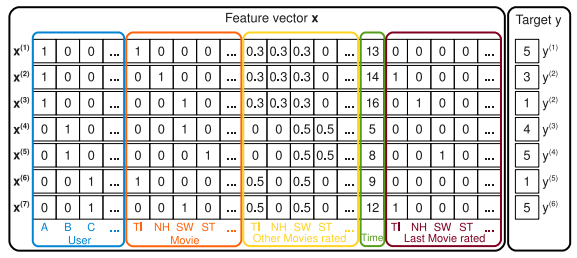 Feature vector x Target y
x(1) 1 0 0 ... 1 0 0 0 ... 0.3 0.3 0.3 0 ... 13 0 0 0 0 ... 5 y(1)
x(2) 1 0 0 ... 0 1 0 0 ... 0.3 0.3 0.3 0 ... 14 1 0 0 0 ... 3 y(2)
x(3) 1 0 0 ... 0 0 1 0 ... 0.3 0.3 0.3 0 ... 16 0 1 0 0 ... 1 y(2)
x(4) 0 1 0 ... 0 0 1 0 ... 0 0 0.5 0.5 ... 5 0 0 0 0 ... 4 y(3)
x(5) 0 1 0 ... 0 0 0 1 ... 0 0 0.5 0.5 ... 8 0 0 1 0 ... 5 y(4)
x(6) 0 0 1 ... 1 0 0 0 ... 0.5 0 0.5 0 ... 9 0 0 0 0 ... 1 y(5)
x(7) 0 0 1 ... 0 0 1 0 ... 0.5 0 0.5 0 ... 12 1 0 0 0 ... 5 y(6)
A B C ... TI NH SW ST ... TI NH SW ST ... TI NH SW ST ...
User Movie Other Movies rated Time Last Movie rated